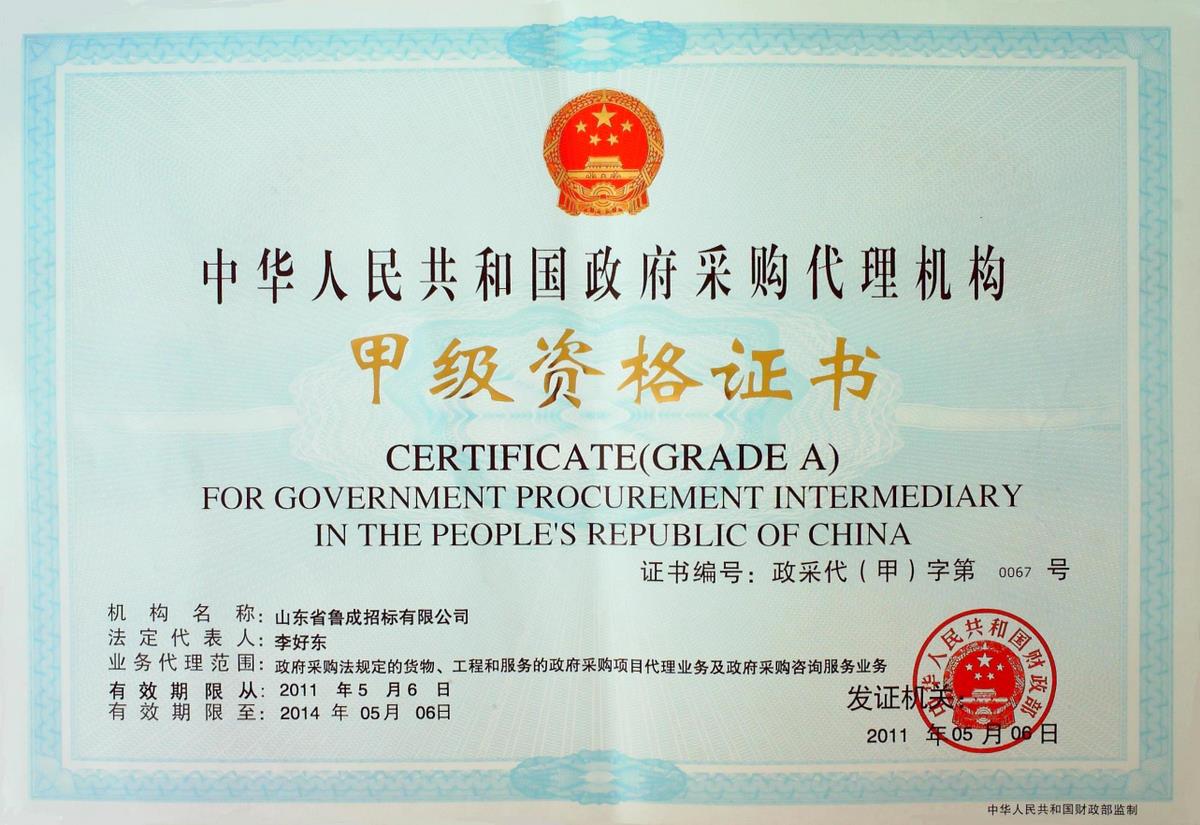 中华人民共和国政府采购代理机构
甲级资格证书
CERTIFICATE(GRADE A)
FOR GOVERNMENT PROCUREMENT INTERMEDIARY
IN THE PEOPLE'S REPUBLIC OF CHINA
证书编号：政采代（甲）字第 0067 号
机构名称：山东省鲁成招标有限公司
法定代表人：李好东
业务代理范围：政府采购法规定的货物、工程和服务的政府采购项目代理业务及政府采购咨询服务业务
有效期限从：2011 年5 月6 日
有效期限至：2014 年 05月 06日
中华人民共和国财政部
发证机关：
2011 年05 月 06日
中华人民共和国财政部监制